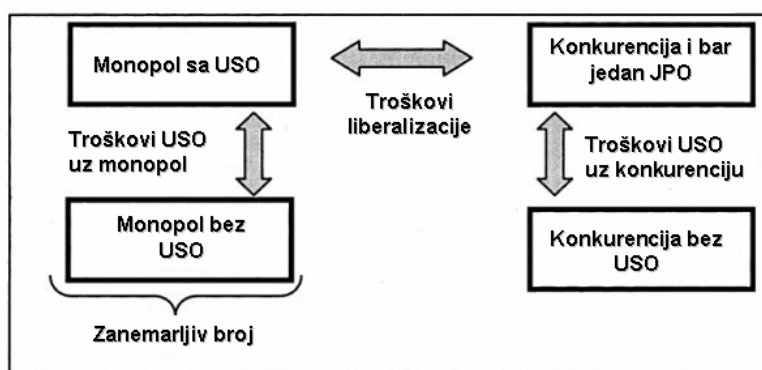 Monopol sa USO
Konkurencija i bar
jedan JPO
Troškovi
liberalizacije
Troškovi USO
uz monopol
Troškovi USO
uz konkurenciju
Monopol bez
USO
Konkurencija bez
USO
Zanemarljiv broj